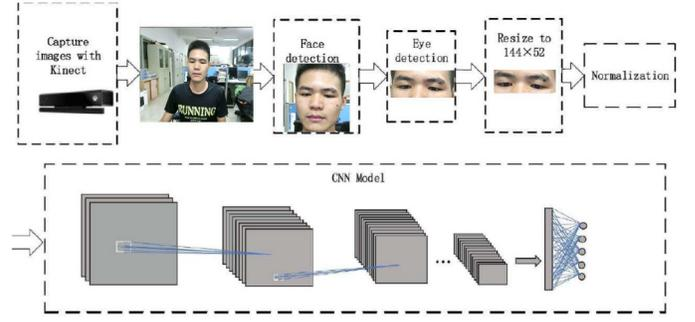 Capture
images with
Kinect
RUNNING
Face
detection
Eye
detection
Resize to
144×52
Normalization
CNN Model
...